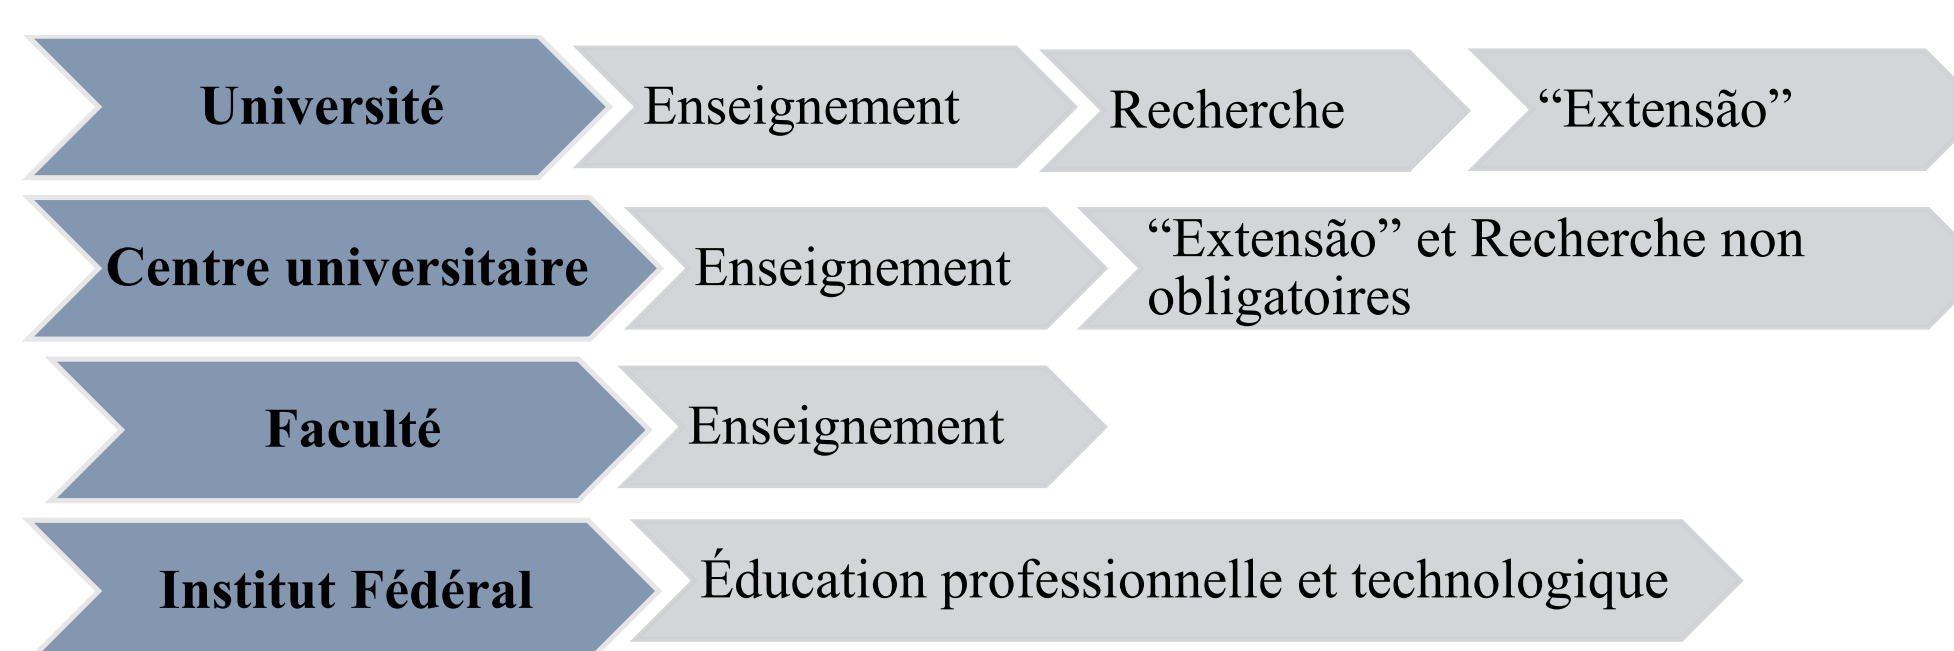 Université
Enseignement
Recherche
“Extensão”
Centre universitaire
Enseignement
“Extensão” et Recherche non
obligatoires
Faculté
Enseignement
Institut Fédéral
Éducation professionnelle et technologique